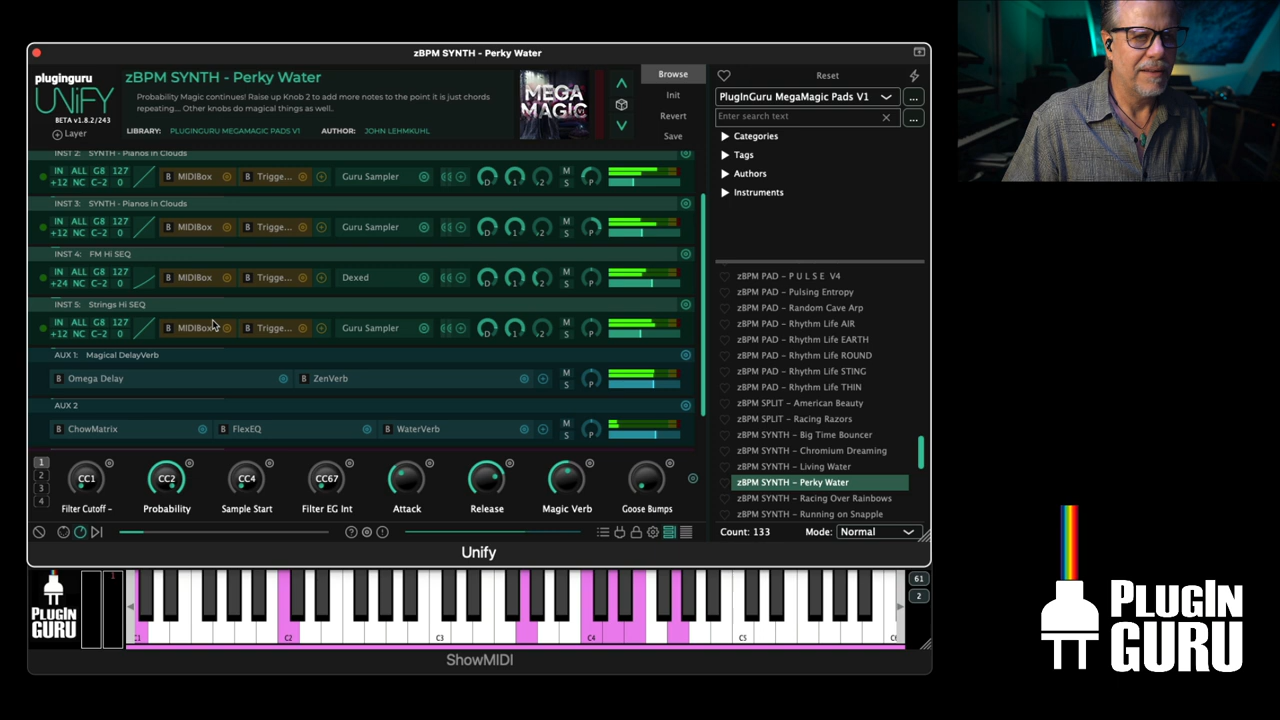 zBPM SYNTH - Perky Water
pluginguru
UNiFY
BETA v1.8.2/243
Layer
zBPM SYNTH - Perky Water
Probability Magic continues! Raise up Knob 2 to add more notes to the point it is just chords
repeating... Other knobs do magical things as well..
LIBRARY: PLUGINGURU MEGAMAGIC PADS V1 AUTHOR: JOHN LEHMKUHL
MEGA
MAGIC
Browse
Init
Revert
Save
Reset
PlugInGuru MegaMagic Pads V1
...
Enter search text
...
Categories
Tags
Authors
Instruments
INST 2: SYNTH - Pianos in Clouds
IN ALL G8 127
+12 NC C-2 0
B MIDIBox B Trigge... Guru Sampler D 1 2 M S P
INST 3: SYNTH - Pianos in Clouds
IN ALL G8 127
+12 NC C-2 0
B MIDIBox B Trigge... Guru Sampler D 1 2 M S P
INST 4: FM Hi SEQ
IN ALL G8 127
+24 NC C-2 0
B MIDIBox B Trigge... Dexed D 1 2 M S P
INST 5: Strings Hi SEQ
IN ALL G8 127
+12 NC C-2 0
B MIDIBox B Trigge... Guru Sampler D 1 2 M S P
AUX 1: Magical DelayVerb
B Omega Delay B ZenVerb M S P
AUX 2
B ChowMatrix B FlexEQ B WaterVerb M S P
zBPM PAD - P U L S E V4
zBPM PAD - Pulsing Entropy
zBPM PAD - Random Cave Arp
zBPM PAD - Rhythm Life AIR
zBPM PAD - Rhythm Life EARTH
zBPM PAD - Rhythm Life ROUND
zBPM PAD - Rhythm Life STING
zBPM PAD - Rhythm Life THIN
zBPM SPLIT - American Beauty
zBPM SPLIT - Racing Razors
zBPM SYNTH - Big Time Bouncer
zBPM SYNTH - Chromium Dreaming
zBPM SYNTH - Living Water
zBPM SYNTH - Perky Water
zBPM SYNTH - Racing Over Rainbows
zBPM SYNTH - Running on Snapple
Count: 133 Mode: Normal
1
2
3
4
CC1 CC2 CC4 CC67
Filter Cutoff - Probability Sample Start Filter EG Int Attack Release Magic Verb Goose Bumps
Unify
PLUGIN
GURU
1
61
2
C1 C2 C3 C4 C5
ShowMIDI
PLUGIN
GURU